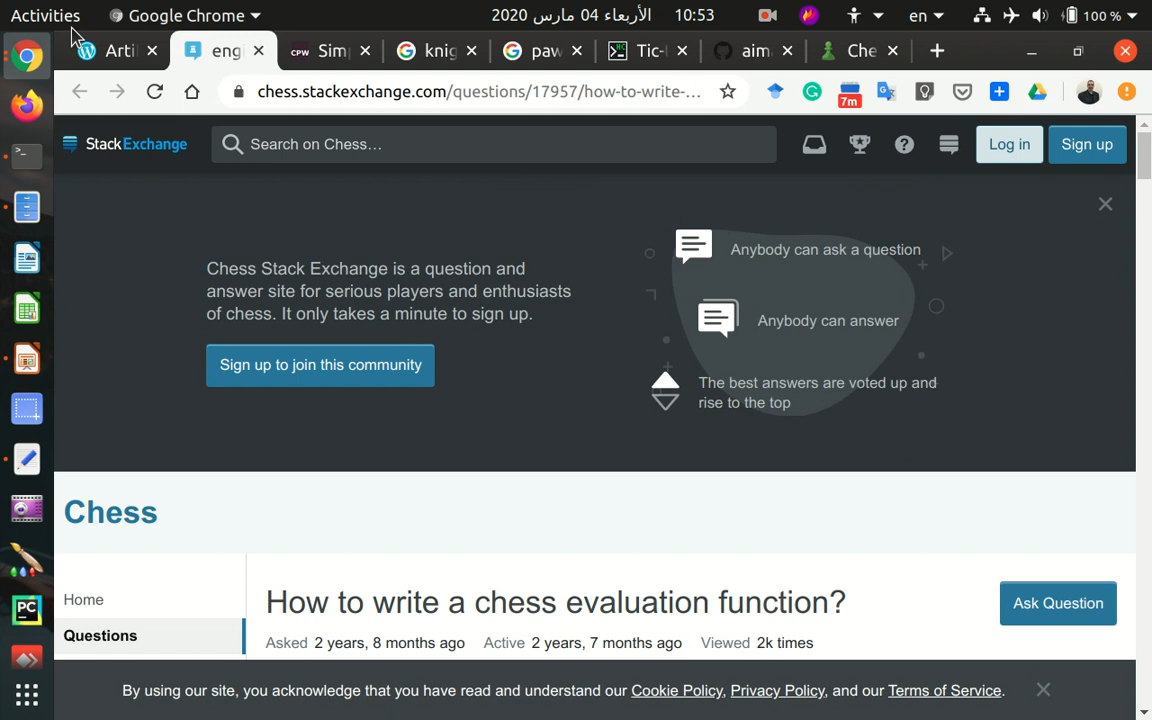 Activities Google Chrome الأربعاء 04 مارس، 2020 10:53 en 100 %
Arti eng CPW Sim knig paw Tic- aim Che
chess.stackexchange.com/questions/17957/how-to-write-... 7m
StackExchange Search on Chess... Log in Sign up
Anybody can ask a question
Chess Stack Exchange is a question and
answer site for serious players and enthusiasts
of chess. It only takes a minute to sign up.
Anybody can answer
Sign up to join this community
The best answers are voted up and
rise to the top
Chess
Home
How to write a chess evaluation function?
Ask Question
Questions
Asked 2 years, 8 months ago Active 2 years, 7 months ago Viewed 2k times
By using our site, you acknowledge that you have read and understand our Cookie Policy, Privacy Policy, and our Terms of Service.
PC